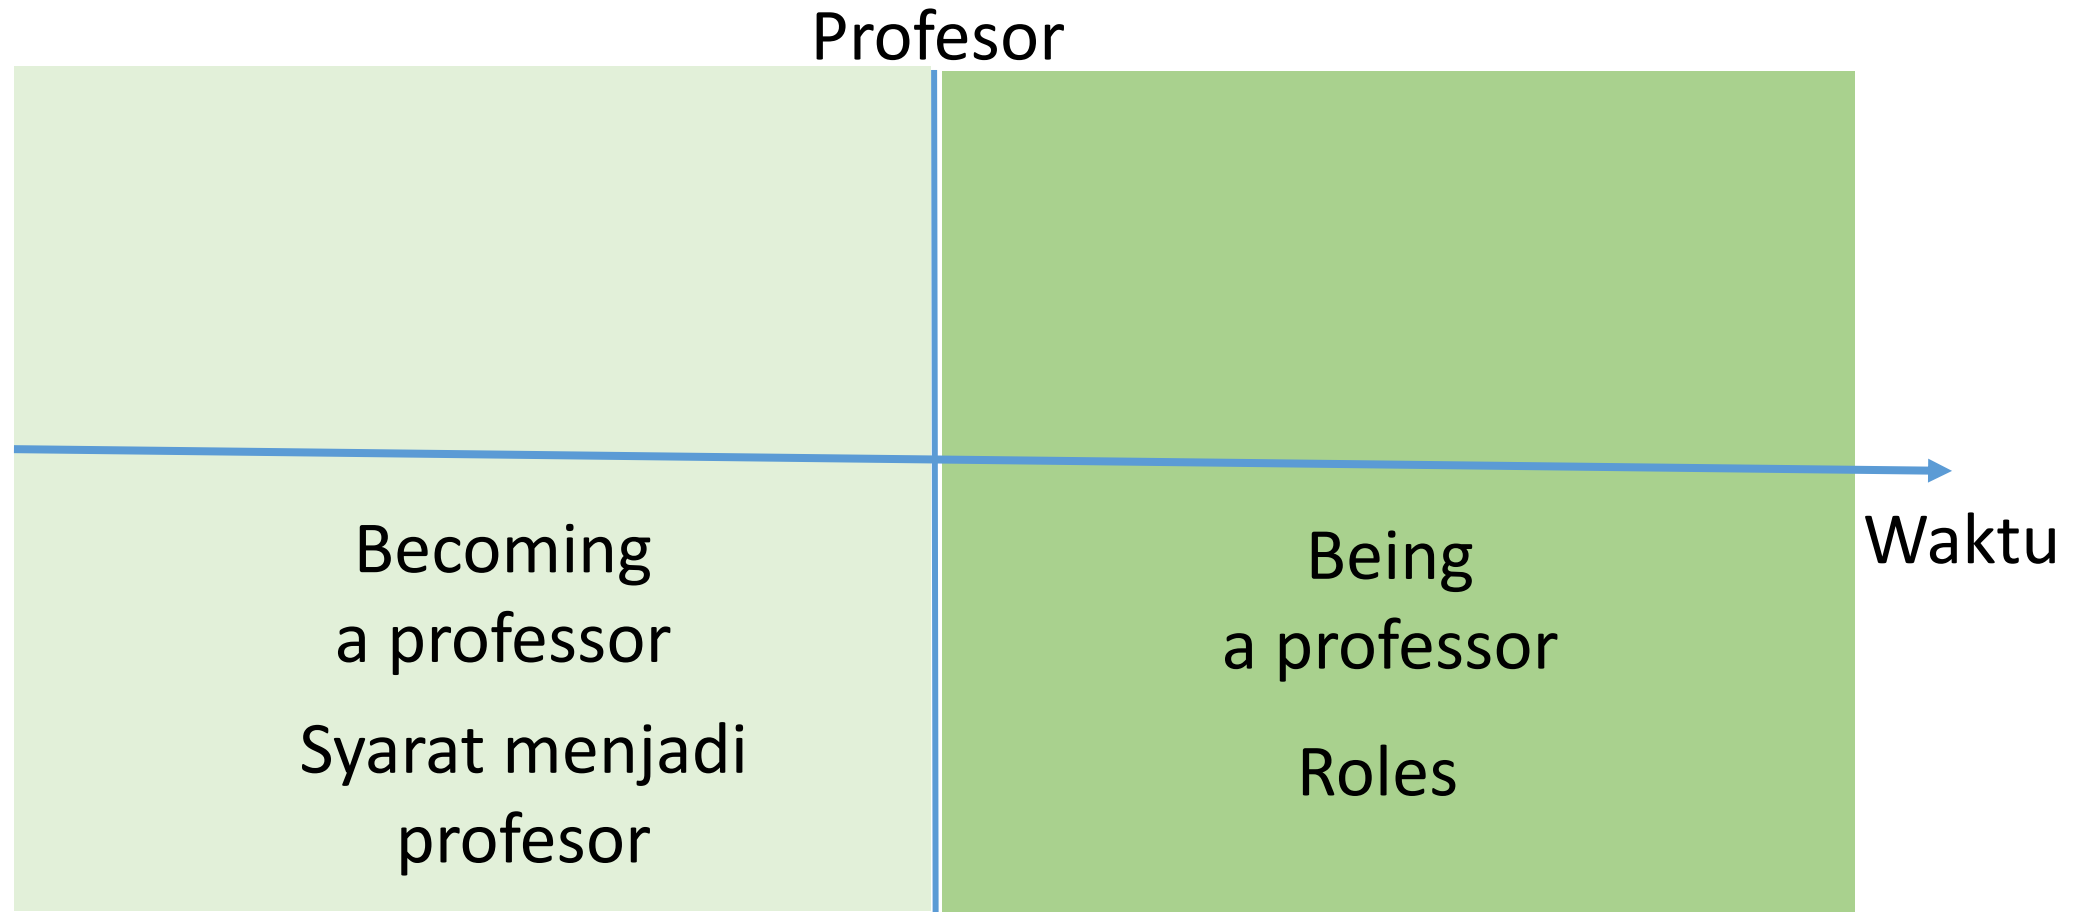 Profesor
Becoming
a professor
Syarat menjadi
profesor
Being
a professor
Roles
Waktu